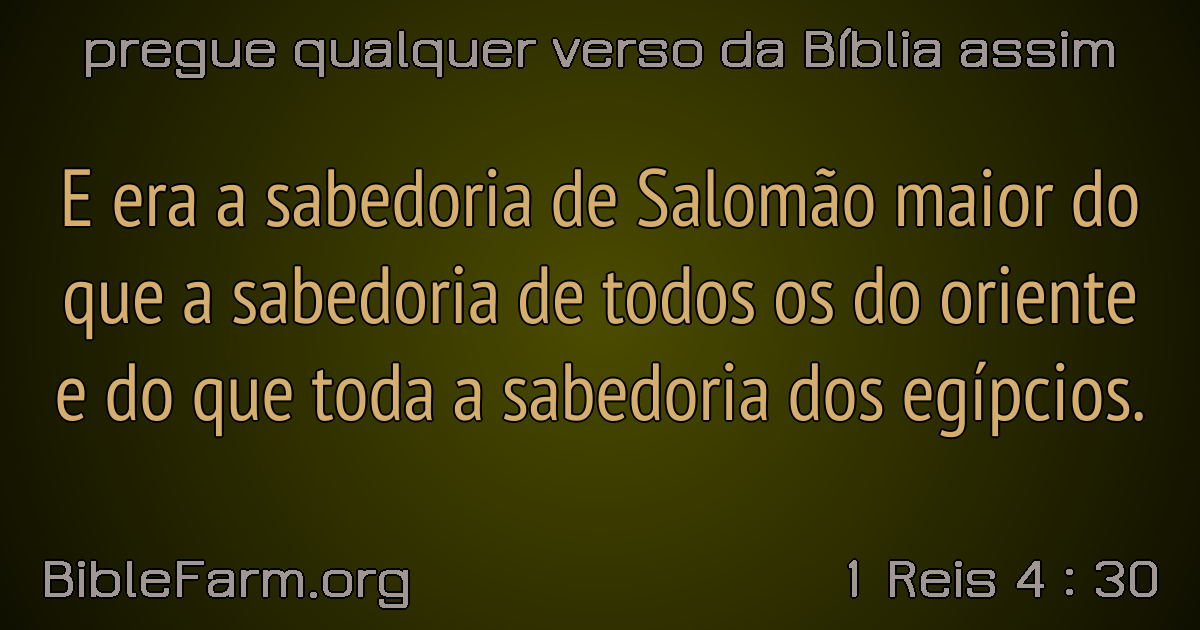 pregue qualquer verso da Bíblia assim
E era a sabedoria de Salomão maior do
que a sabedoria de todos os do oriente
e do que toda a sabedoria dos egípcios.
BibleFarm.org
1 Reis 4 : 30